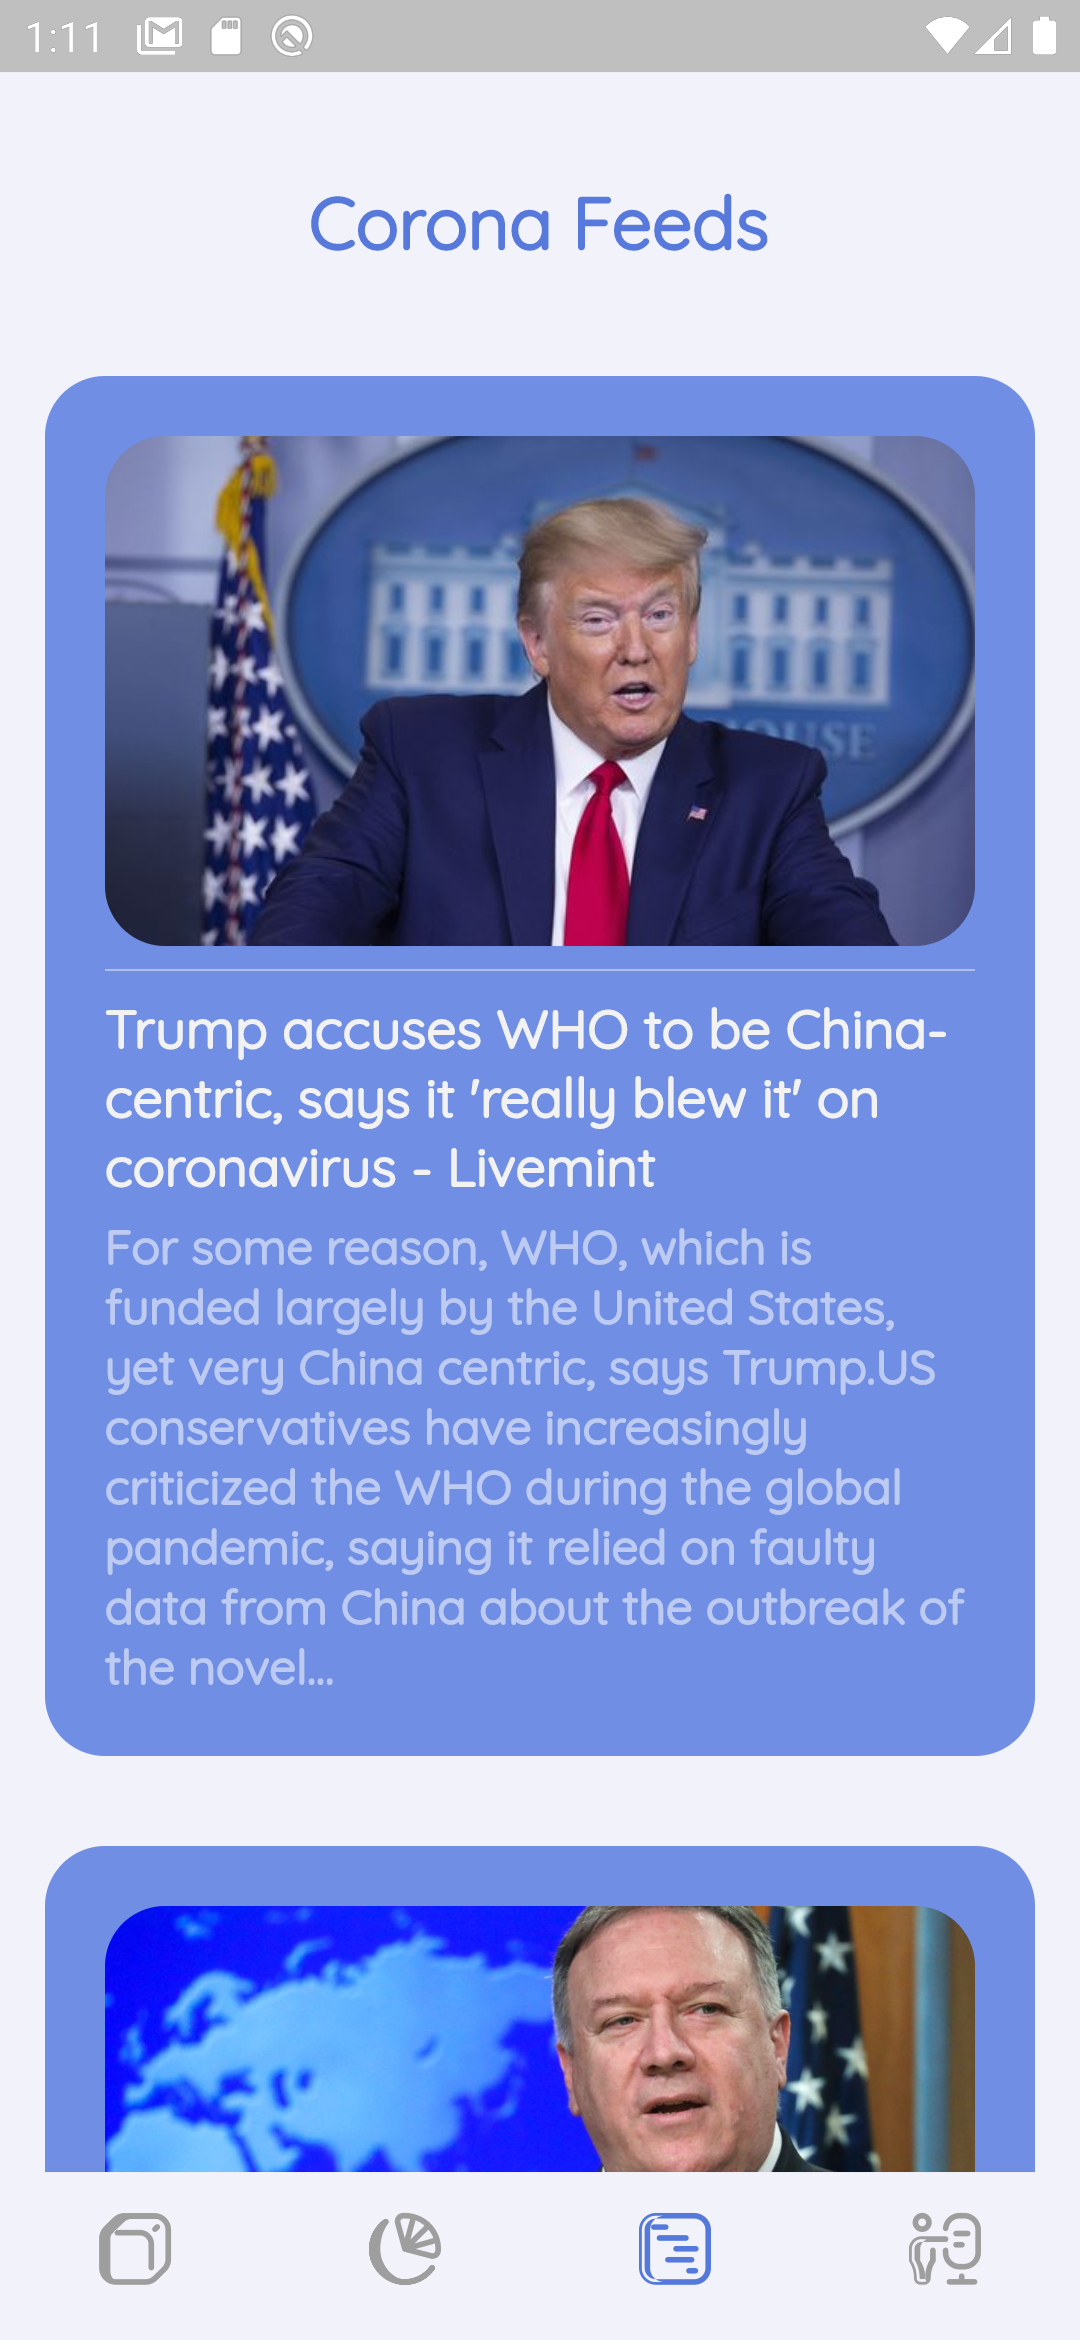 1:11
Corona Feeds
HOUSE
Trump accuses WHO to be China-
centric, says it 'really blew it' on
coronavirus - Livemint
For some reason, WHO, which is
funded largely by the United States,
yet very China centric, says Trump.US
conservatives have increasingly
criticized the WHO during the global
pandemic, saying it relied on faulty
data from China about the outbreak of
the novel...